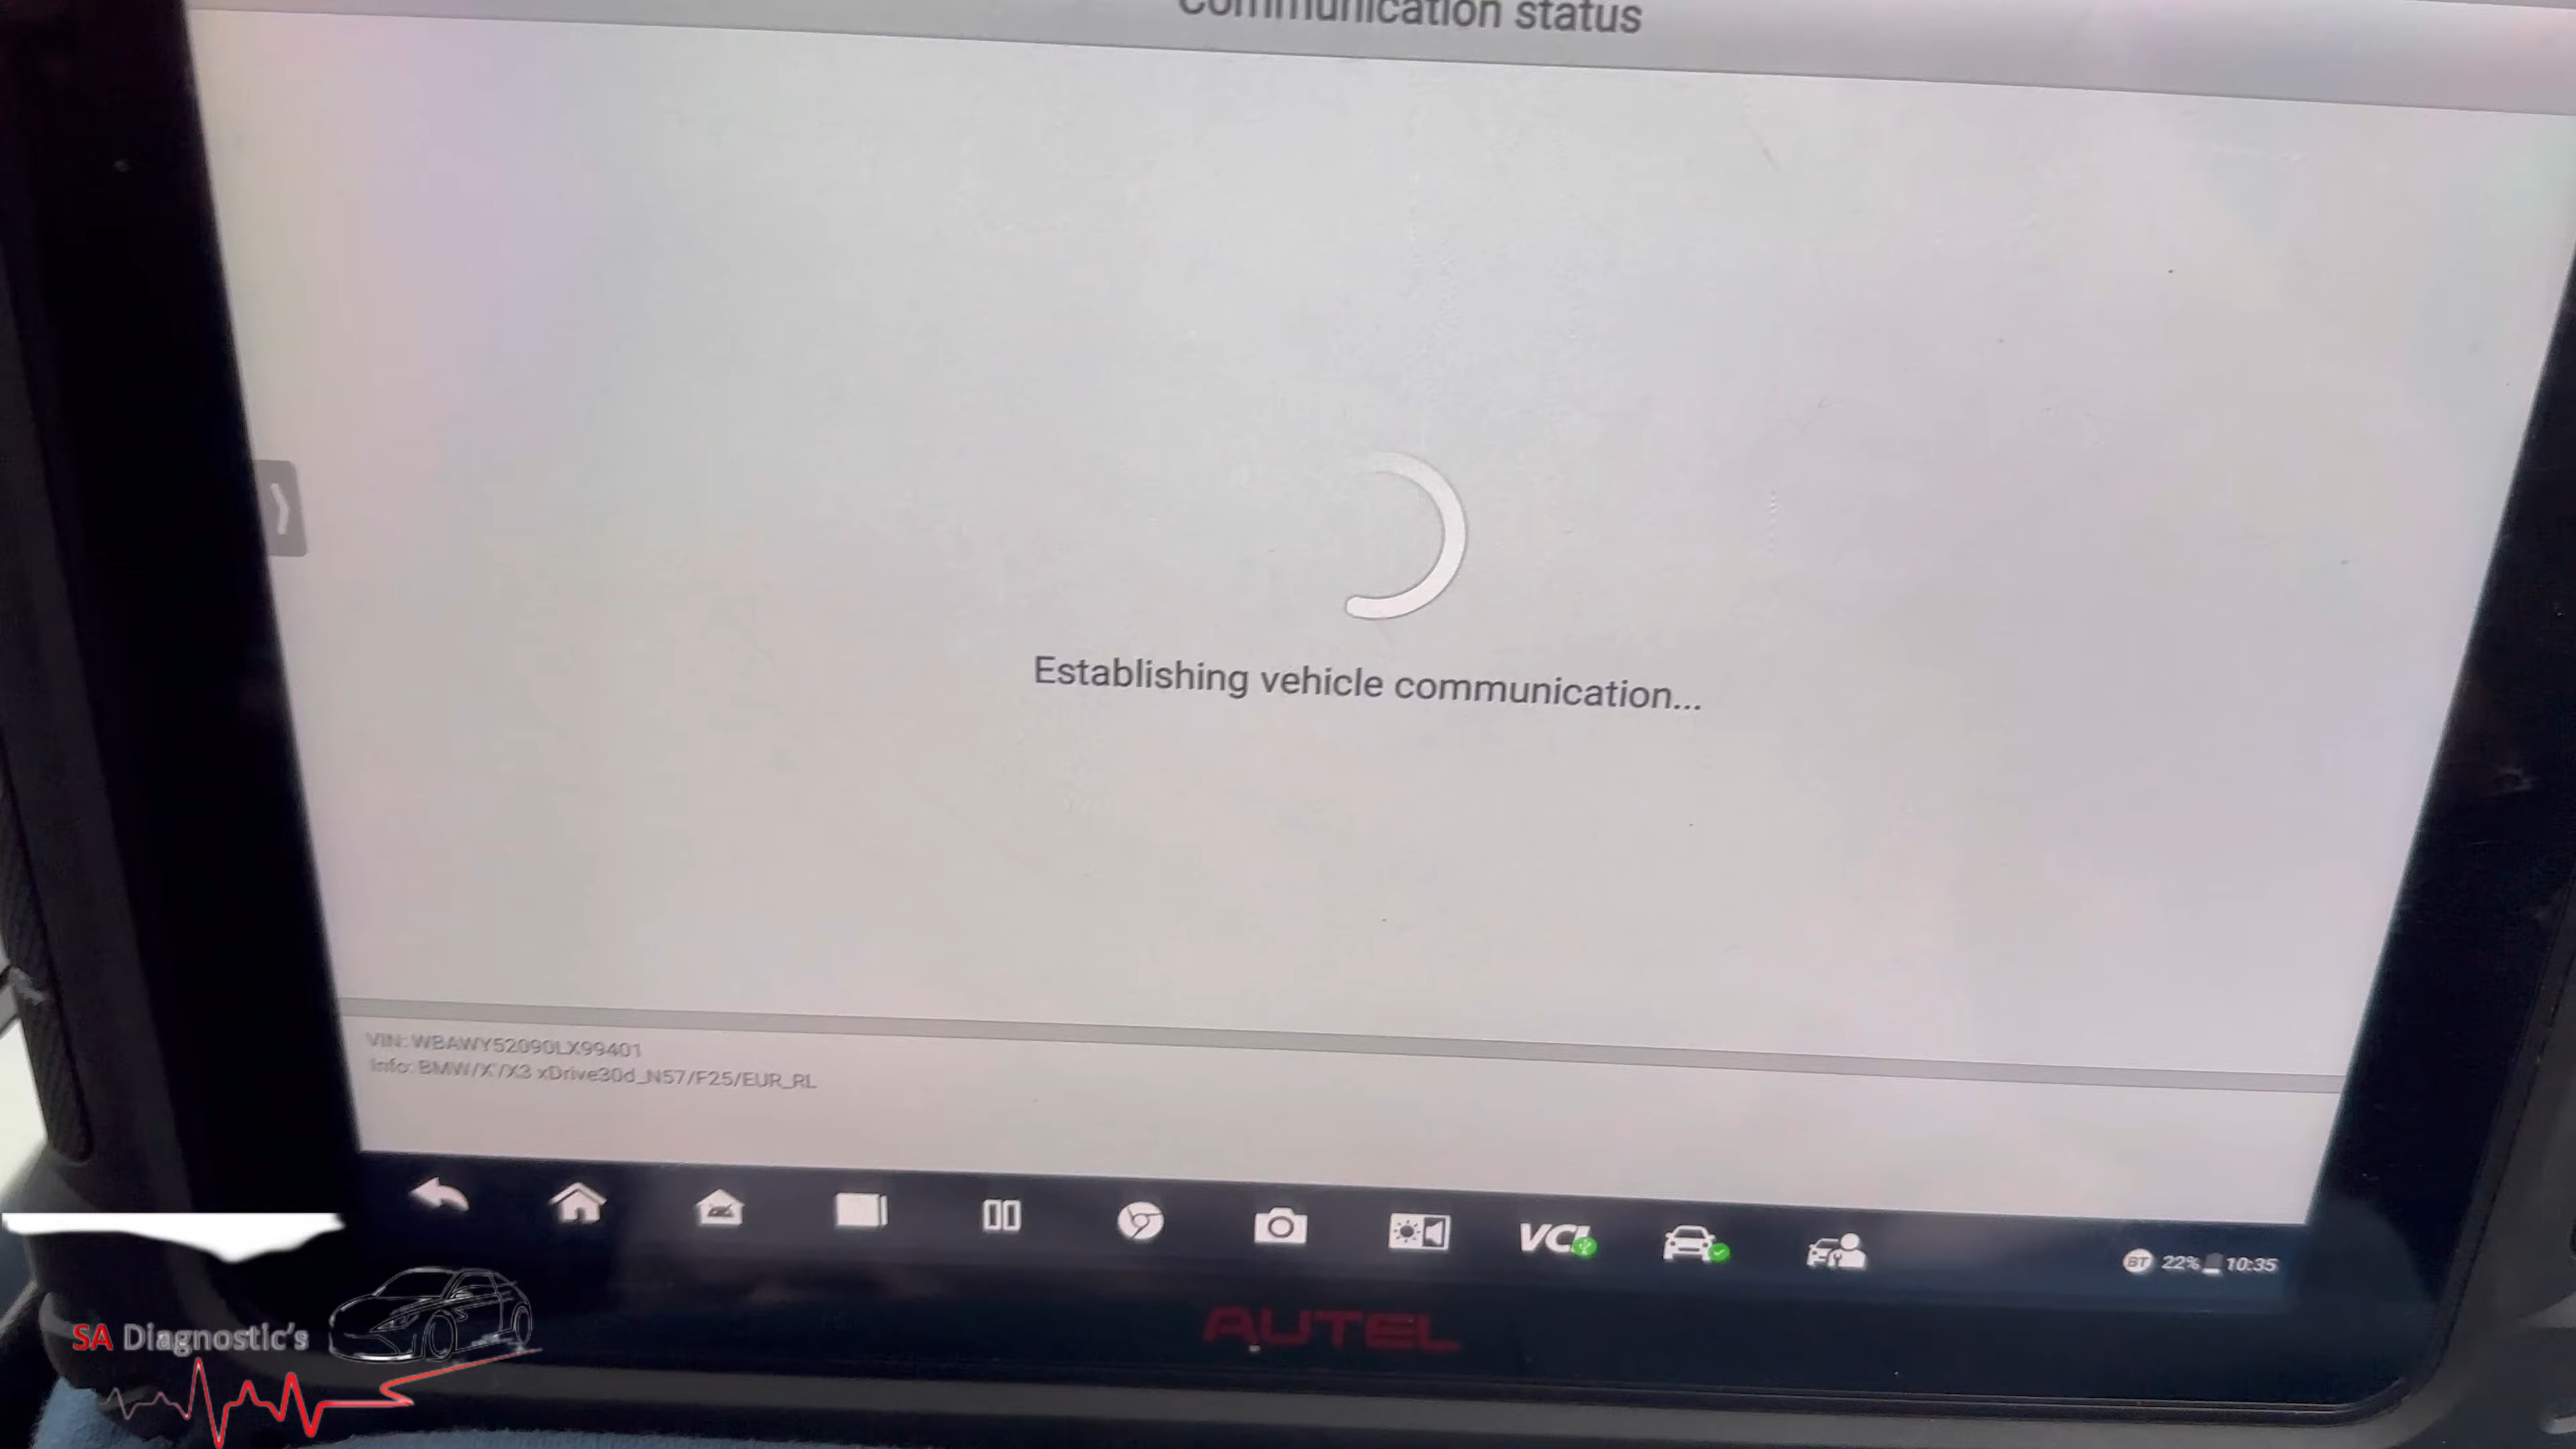 Communication status
Establishing vehicle communication...
VIN: WBAWY52090LX99401
Info: BMW/X'/X3 xDrive30d_N57/F25/EUR_RL
VCI
BT 22% 10:35
AUTEL
SA Diagnostic's